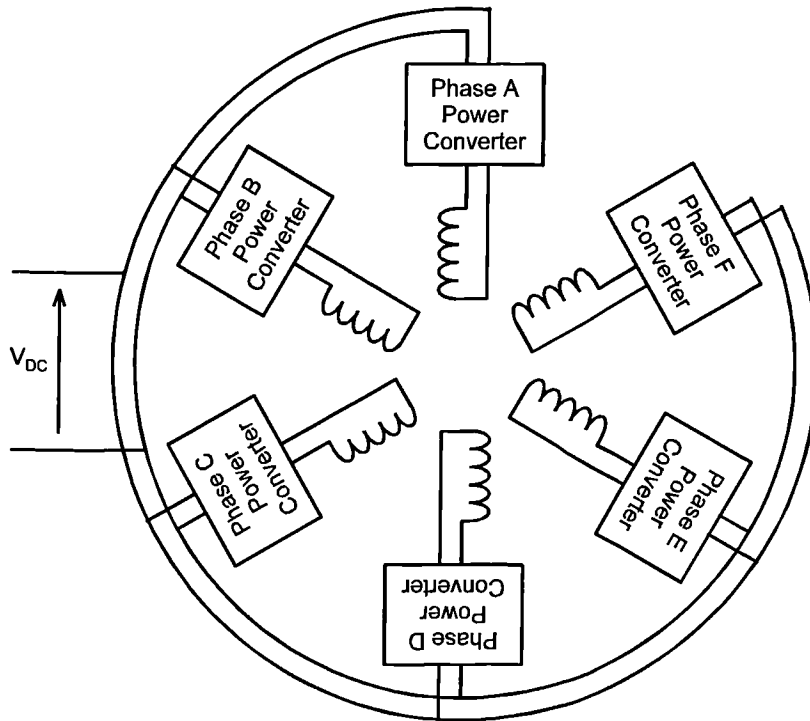 Phase A
Power
Converter
Phase B
Power
Converter
Phase F
Power
Converter
V_DC
Phase C
Power
Converter
Phase E
Power
Converter
Phase D
Power
Converter